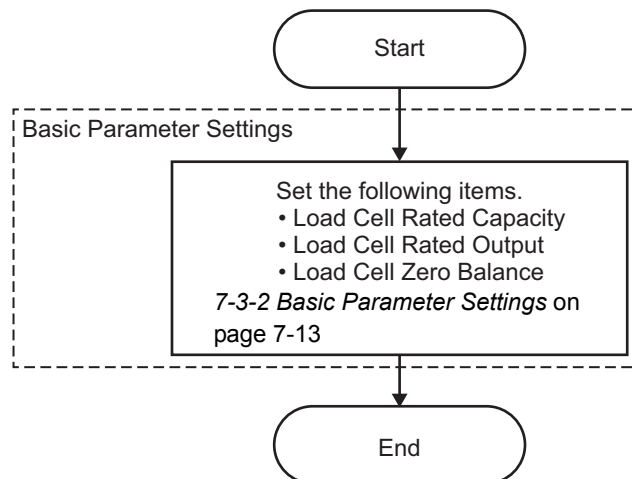 Start
Basic Parameter Settings
Set the following items.
• Load Cell Rated Capacity
• Load Cell Rated Output
• Load Cell Zero Balance
7-3-2 Basic Parameter Settings on
page 7-13
End